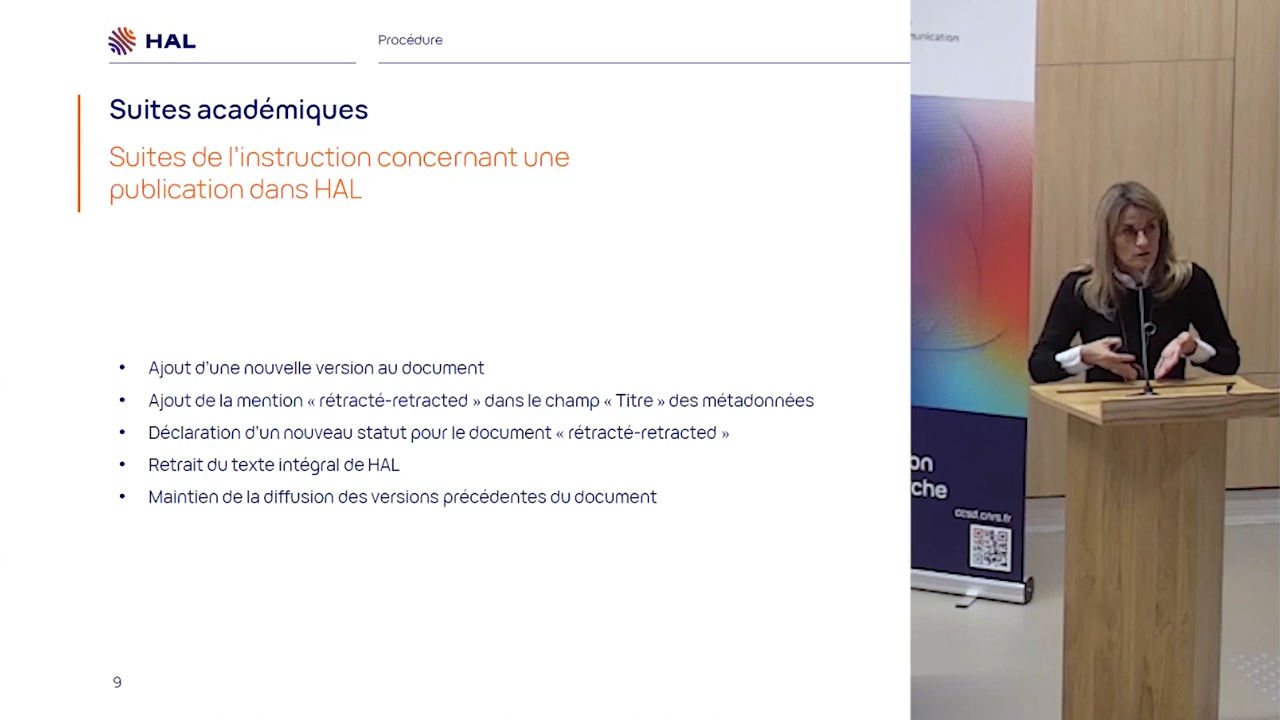 HAL
Procédure
Suites académiques
Suites de l'instruction concernant une
publication dans HAL
• Ajout d'une nouvelle version au document
• Ajout de la mention « rétracté-retracted » dans le champ « Titre » des métadonnées
• Déclaration d'un nouveau statut pour le document « rétracté-retracted »
• Retrait du texte intégral de HAL
• Maintien de la diffusion des versions précédentes du document
9
unication
on
che
ccsd.cnrs.fr